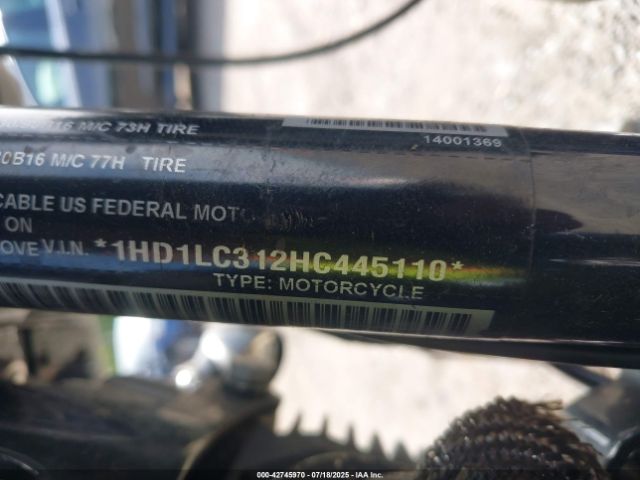 B16 M/C 73H TIRE
14001369
0B16 M/C 77H TIRE
CABLE US FEDERAL MOT
ON
OVE V.I.N. *1HD1LC312HC445110*
TYPE: MOTORCYCLE
000-42745970 | 07/18/2025 | IAA Inc.